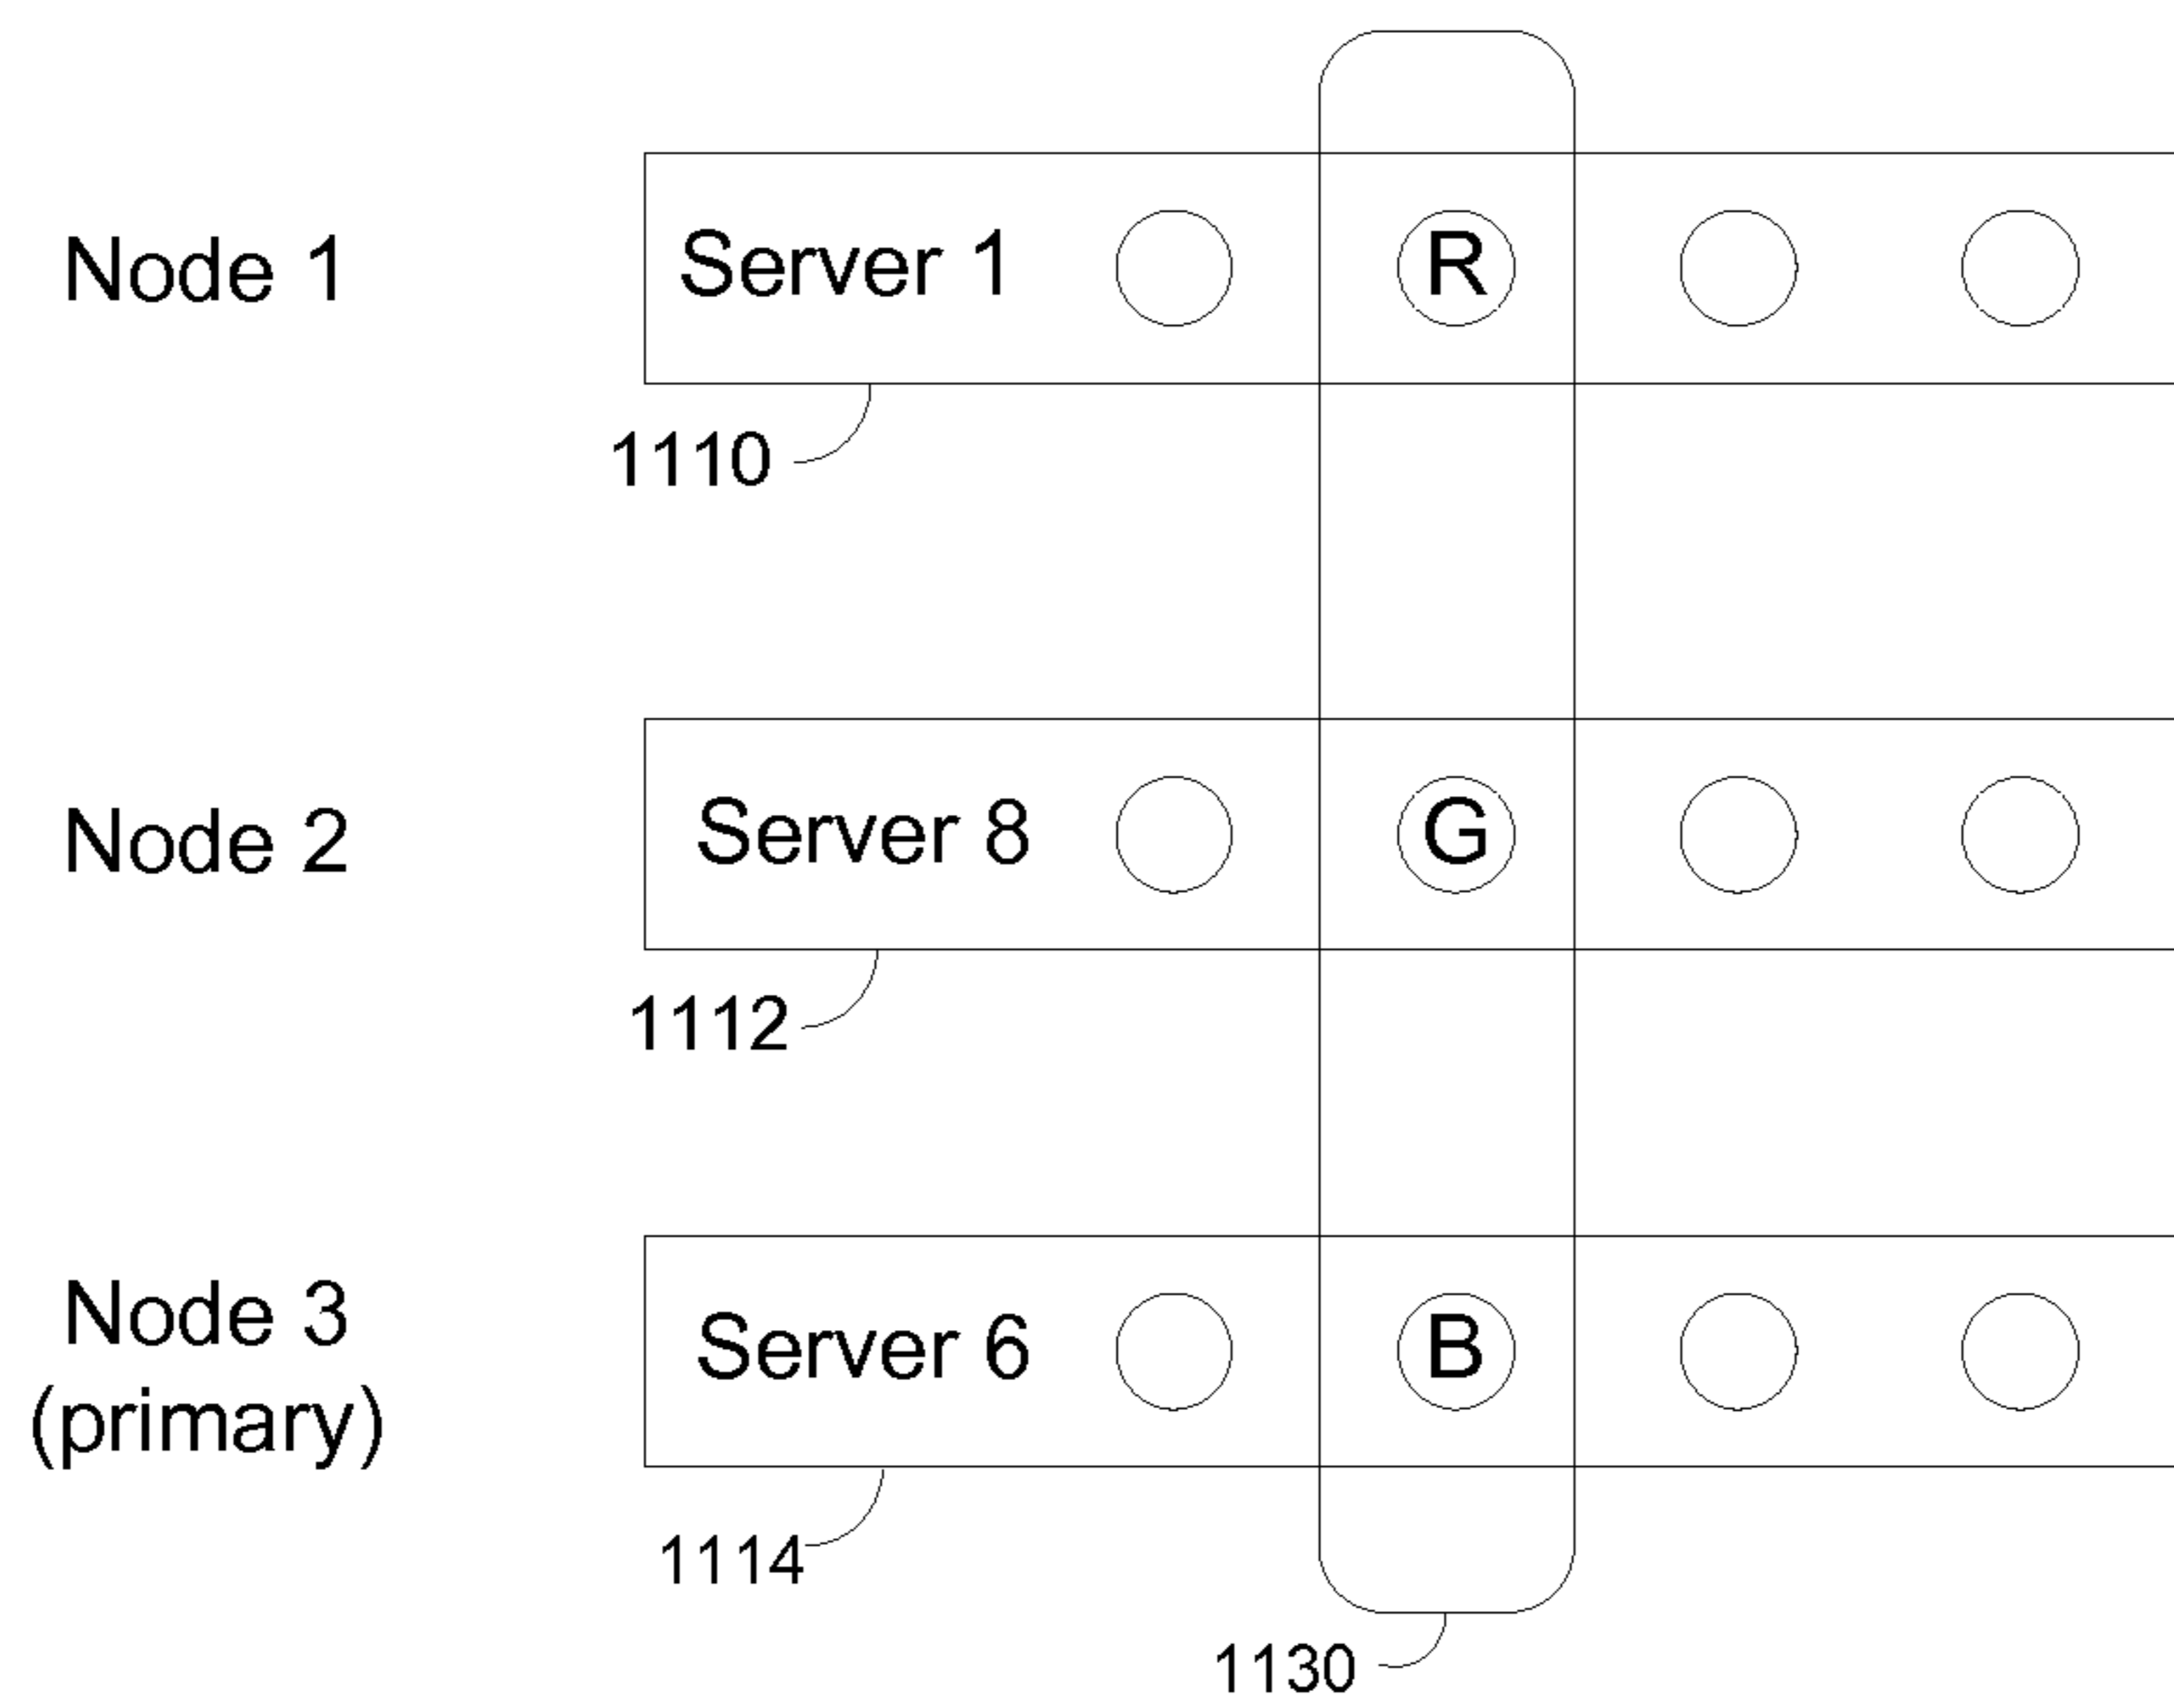 Node 1
Server 1
R
1110
Node 2
Server 8
G
1112
Node 3
(primary)
Server 6
B
1114
1130